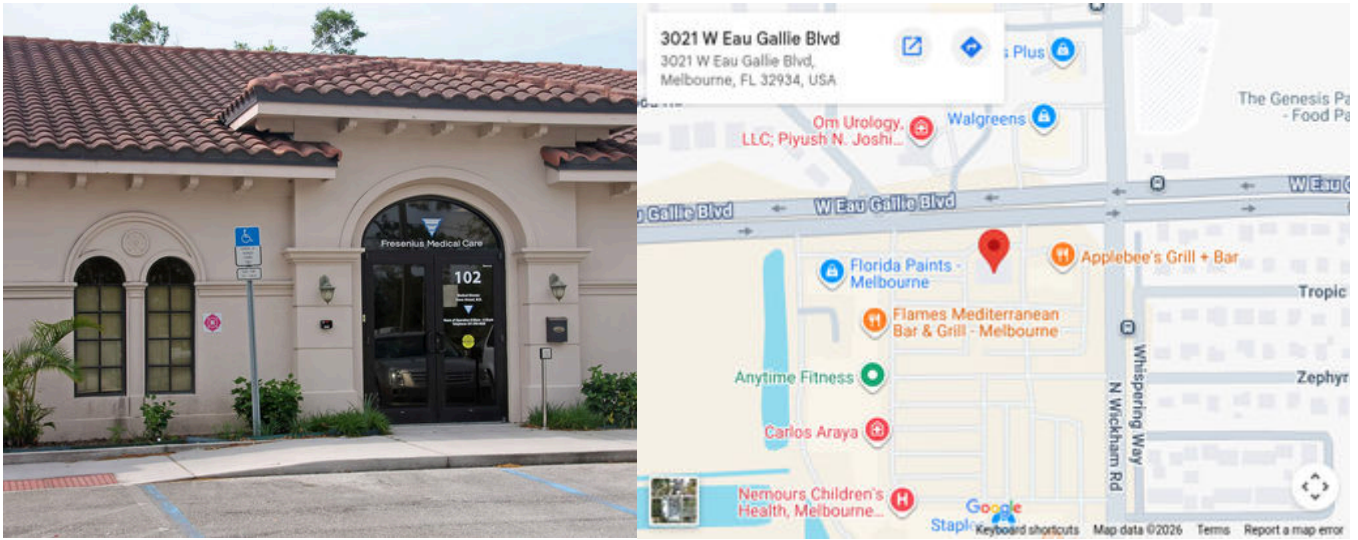 Fresenius Medical Care
102
3021 W Eau Gallie Blvd
3021 W Eau Gallie Blvd,
Melbourne, FL 32934, USA
s Plus
Walgreens
Om Urology,
LLC; Piyush N. Joshi...
The Genesis Pa
- Food Pa
Gallie Blvd
W Eau Gallie Blvd
W Eau G
Florida Paints -
Melbourne
Applebee's Grill + Bar
Flames Mediterranean
Bar & Grill - Melbourne
Tropic
Anytime Fitness
Zephyr
Carlos Araya
N Wickham Rd
Whispering Way
Nemours Children's
Health, Melbourne...
Google
Staples
Keyboard shortcuts
Map data ©2026
Terms
Report a map error